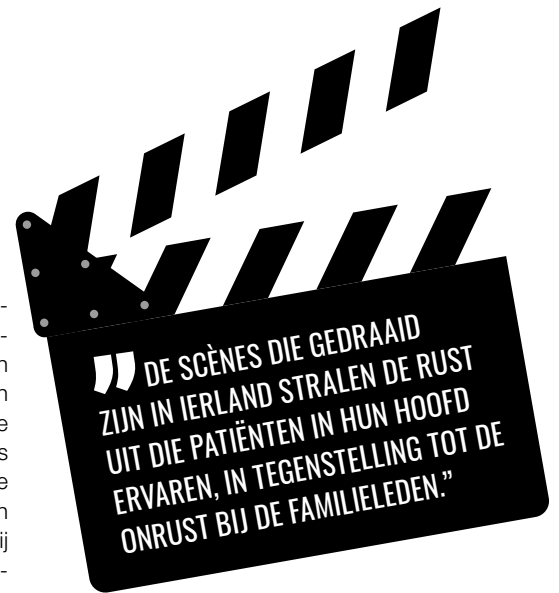 „ DE SCÈNES DIE GEDRAAID
ZIJN IN IERLAND STRALEN DE RUST
UIT DIE PATIËNTEN IN HUN HOOFD
ERVAREN, IN TEGENSTELLING TOT DE
ONRUST BIJ DE FAMILIELEDEN.”
-
-
n
n
e
s
e
n
ij
-